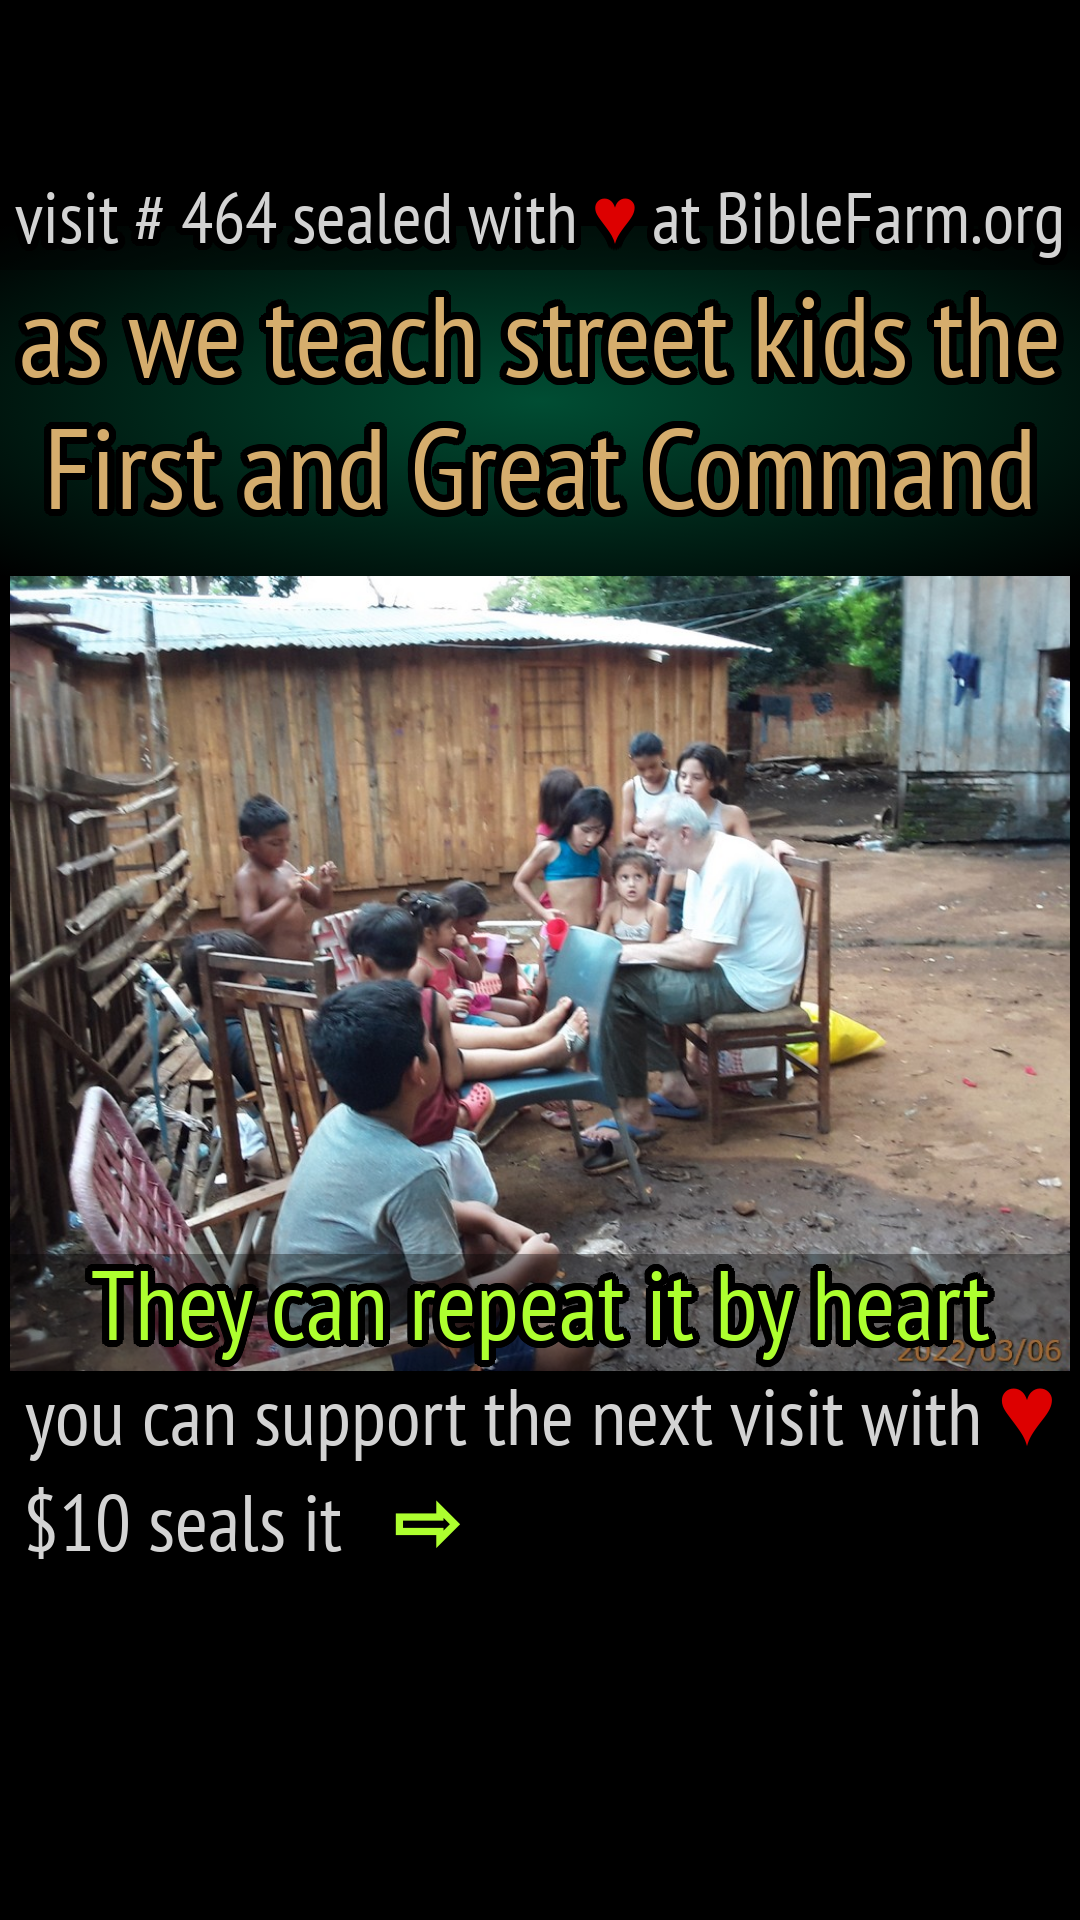 visit # 464 sealed with ♥ at BibleFarm.org
as we teach street kids the
First and Great Command
They can repeat it by heart
2022/03/06
you can support the next visit with ♥
$10 seals it ⇨